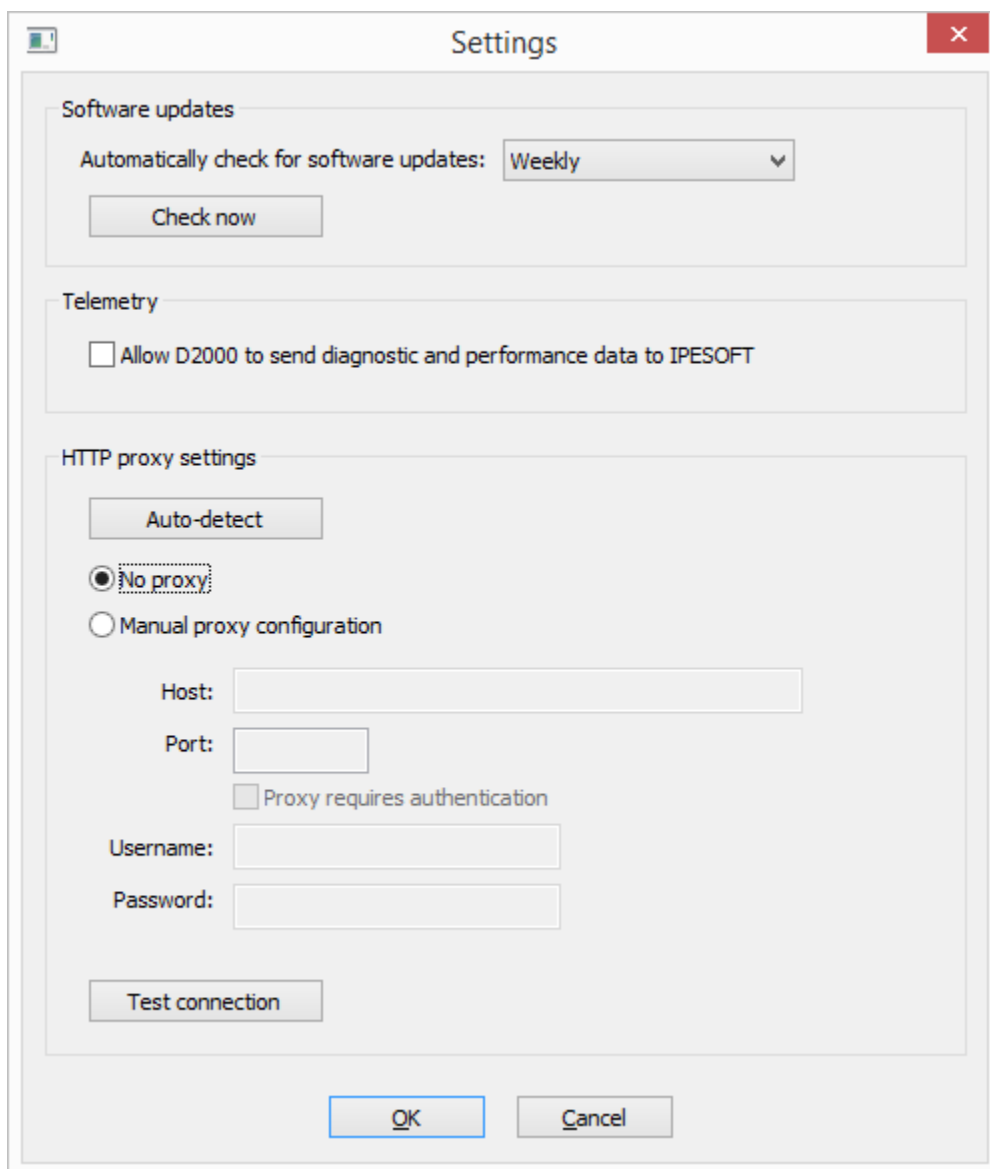 Settings
Software updates
Automatically check for software updates: Weekly
Check now
Telemetry
Allow D2000 to send diagnostic and performance data to IPESOFT
HTTP proxy settings
Auto-detect
No proxy
Manual proxy configuration
Host:
Port:
Proxy requires authentication
Username:
Password:
Test connection
OK Cancel